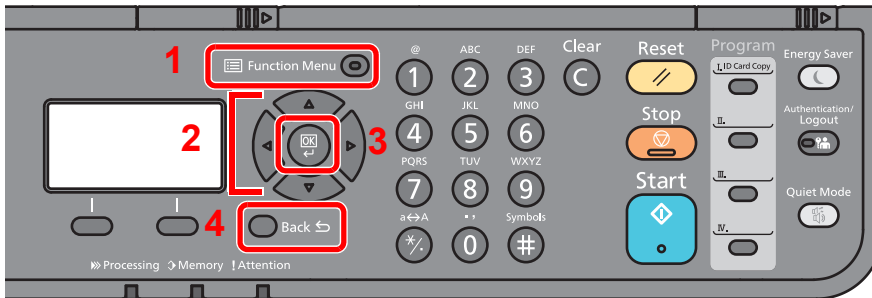 1
Function Menu
2
OK
3
4
Back
Processing
Memory
! Attention
@
1
ABC
2
DEF
3
Clear
C
GHI
4
JKL
5
MNO
6
PQRS
7
TUV
8
WXYZ
9
a↔A
*/.
. ,
0
Symbols
#
Reset
Stop
Start
Program
I. ID Card Copy
II.
III.
IV.
Energy Saver
Authentication/
Logout
Quiet Mode